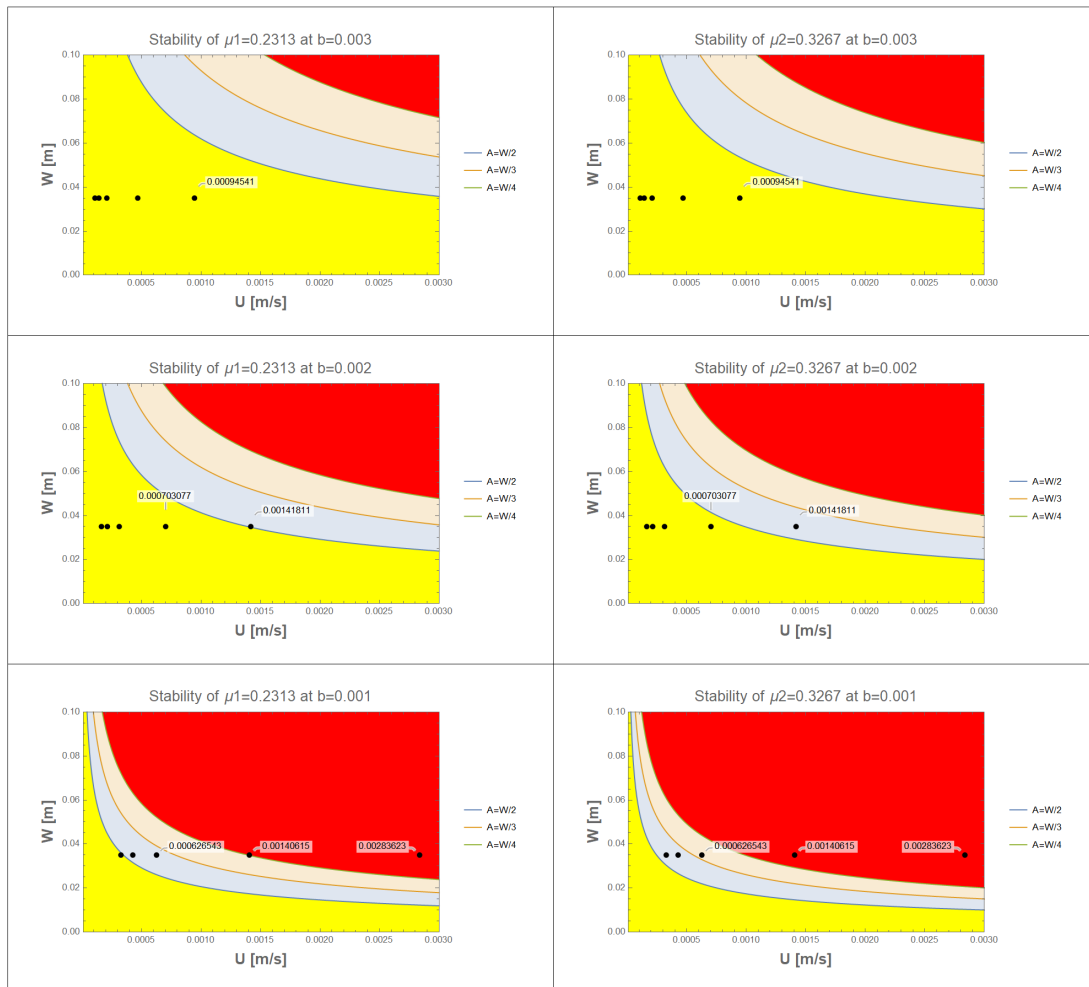 Stability of μ1=0.2313 at b=0.003
0.10
0.08
0.06
0.04
0.02
0.00
W [m]
0.00094541
0.0005
0.0010
0.0015
0.0020
0.0025
0.0030
U [m/s]
A=W/2
A=W/3
A=W/4
Stability of μ2=0.3267 at b=0.003
0.10
0.08
0.06
0.04
0.02
0.00
W [m]
0.00094541
0.0005
0.0010
0.0015
0.0020
0.0025
0.0030
U [m/s]
A=W/2
A=W/3
A=W/4
Stability of μ1=0.2313 at b=0.002
0.10
0.08
0.06
0.04
0.02
0.00
W [m]
0.000703077
0.00141811
0.0005
0.0010
0.0015
0.0020
0.0025
0.0030
U [m/s]
A=W/2
A=W/3
A=W/4
Stability of μ2=0.3267 at b=0.002
0.10
0.08
0.06
0.04
0.02
0.00
W [m]
0.000703077
0.00141811
0.0005
0.0010
0.0015
0.0020
0.0025
0.0030
U [m/s]
A=W/2
A=W/3
A=W/4
Stability of μ1=0.2313 at b=0.001
0.10
0.08
0.06
0.04
0.02
0.00
W [m]
0.000626543
0.00140615
0.00283623
0.0005
0.0010
0.0015
0.0020
0.0025
0.0030
U [m/s]
A=W/2
A=W/3
A=W/4
Stability of μ2=0.3267 at b=0.001
0.10
0.08
0.06
0.04
0.02
0.00
W [m]
0.000626543
0.00140615
0.00283623
0.0005
0.0010
0.0015
0.0020
0.0025
0.0030
U [m/s]
A=W/2
A=W/3
A=W/4